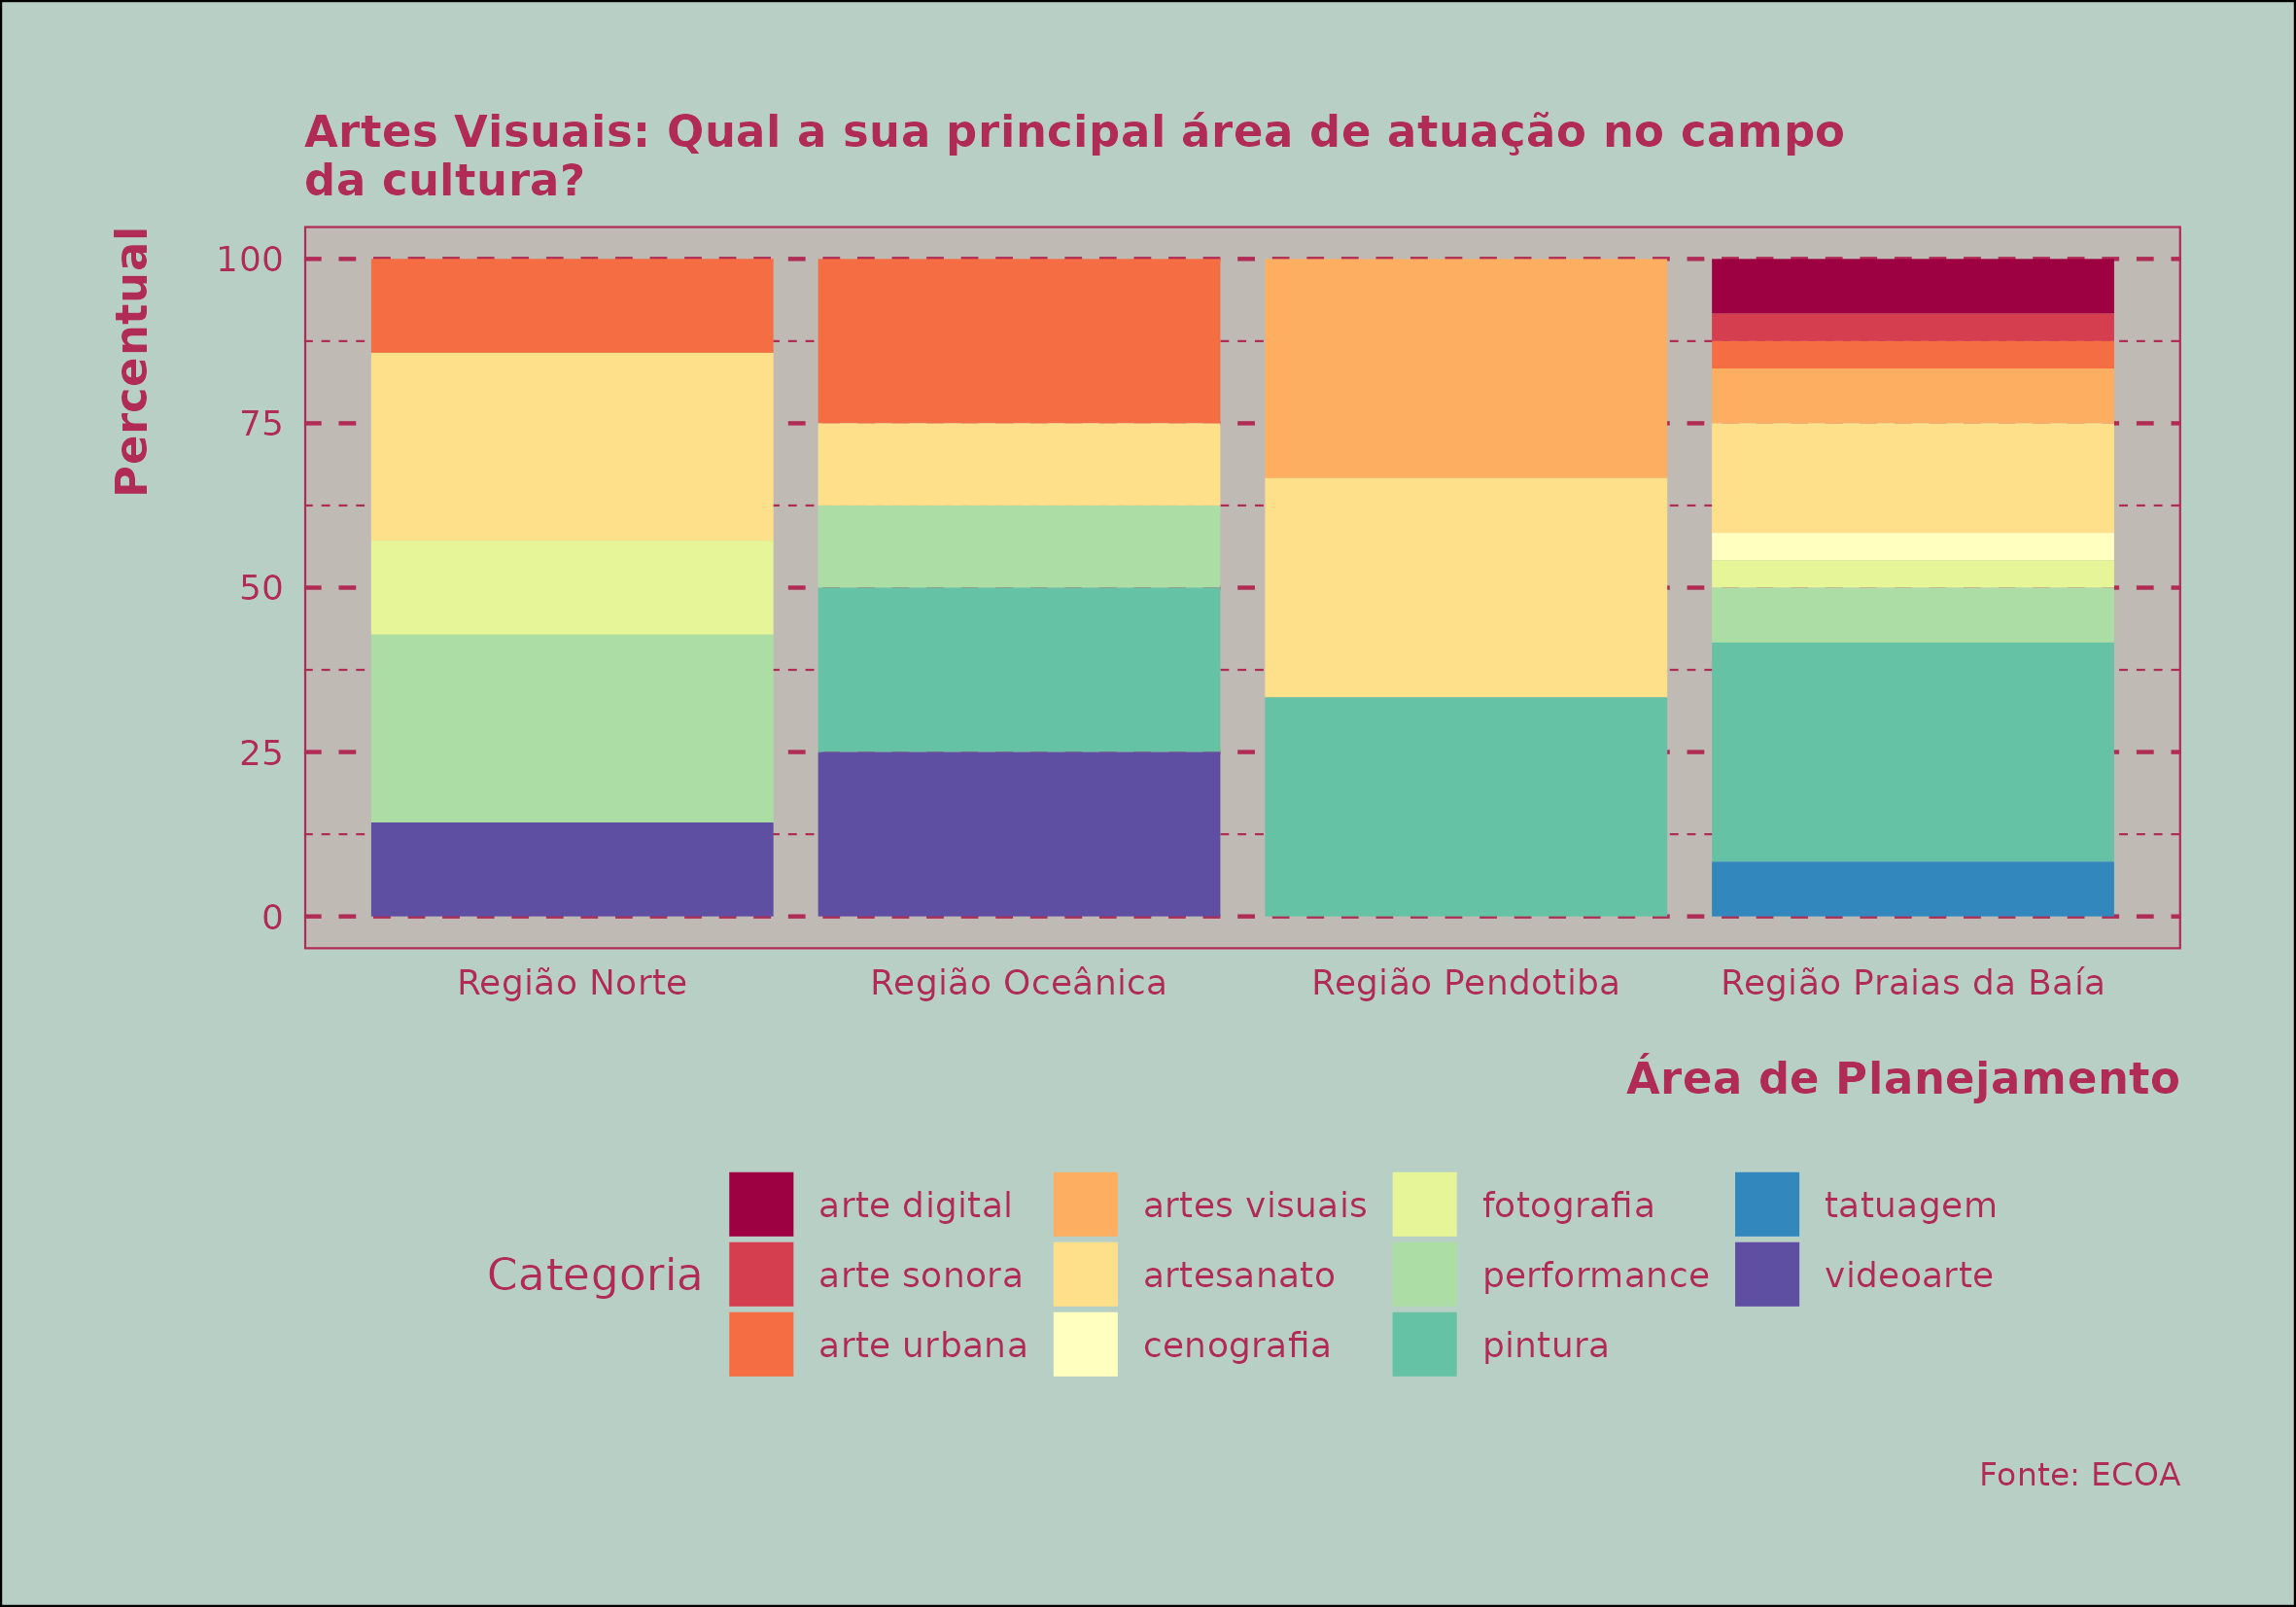 Artes Visuais: Qual a sua principal área de atuação no campo
da cultura?
Percentual
100
75
50
25
0
Região Norte
Região Oceânica
Região Pendotiba
Região Praias da Baía
Área de Planejamento
Categoria
arte digital
arte sonora
arte urbana
artes visuais
artesanato
cenografia
fotografia
performance
pintura
tatuagem
videoarte
Fonte: ECOA